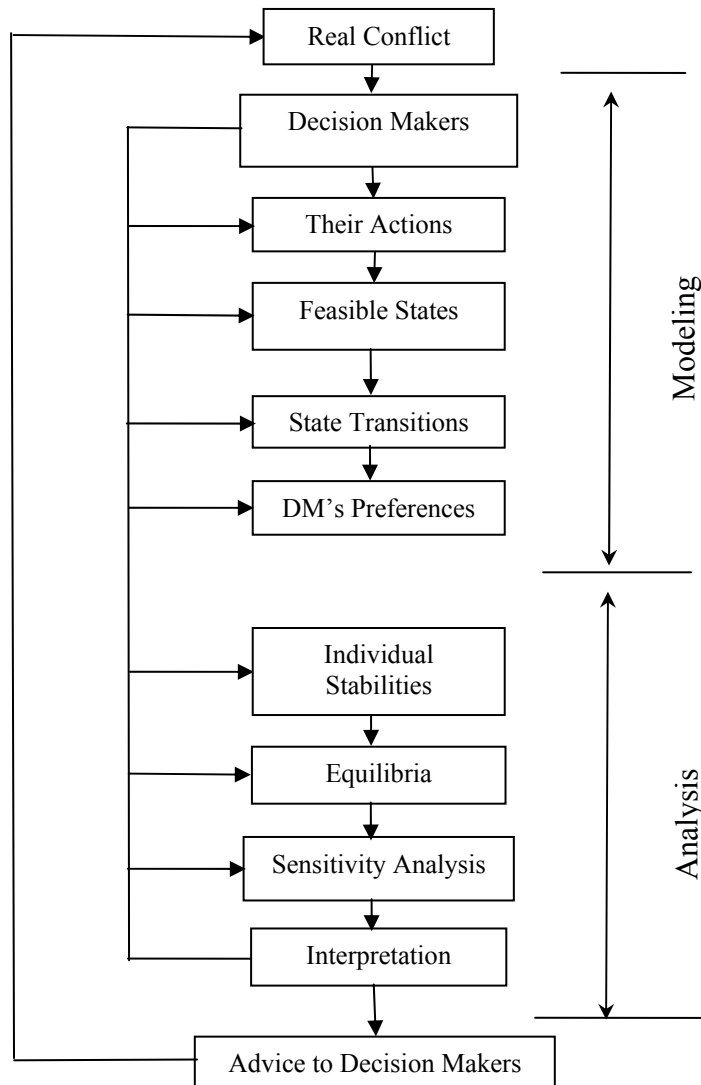 Real Conflict
Decision Makers
Their Actions
Feasible States
State Transitions
DM’s Preferences
Modeling
Individual
Stabilities
Equilibria
Sensitivity Analysis
Interpretation
Analysis
Advice to Decision Makers